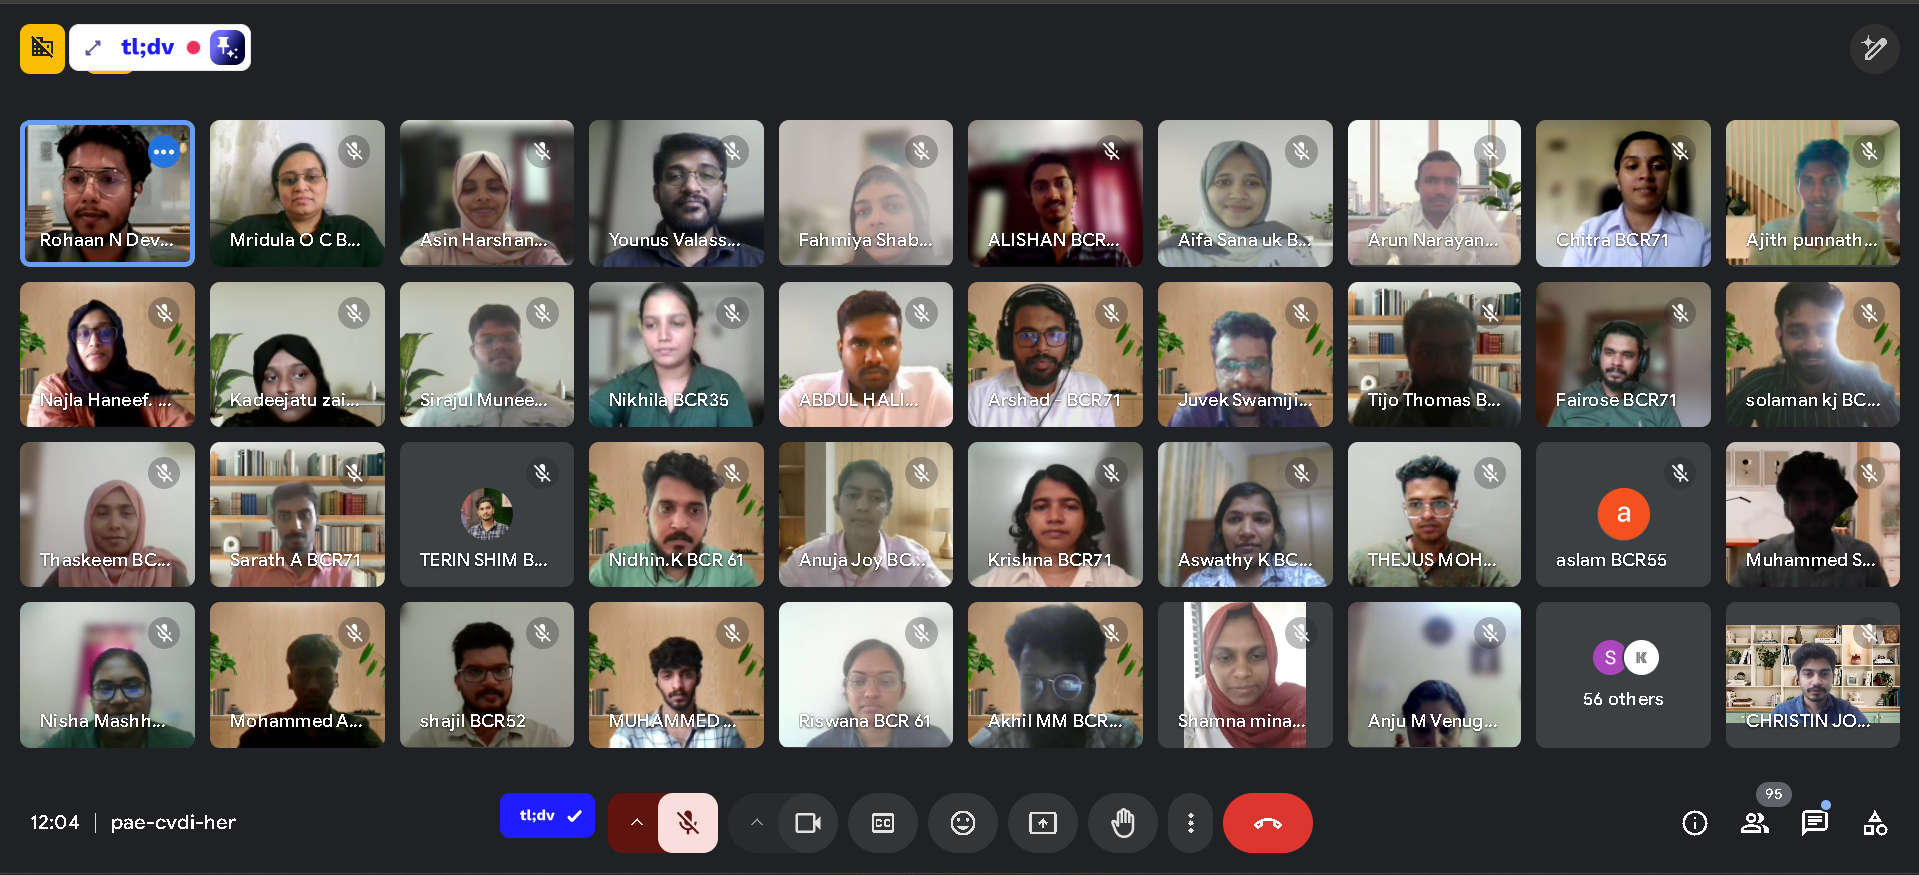 tl;dv
Rohaan N Dev...
Mridula O C B...
Asin Harshan...
Younus Valass...
Fahmiya Shab...
ALISHAN BCR...
Aifa Sana uk B...
Arun Narayan...
Chitra BCR71
Ajith punnath...
Najla Haneef. ...
Kadeejatu zai...
Sirajul Munee...
Nikhila BCR35
ABDUL HALI...
Arshad - BCR71
Juvek Swamiji...
Tijo Thomas B...
Fairose BCR71
solaman kj BC...
Thaskeem BC...
Sarath A BCR71
TERIN SHIM B...
Nidhin.K BCR 61
Anuja Joy BC...
Krishna BCR71
Aswathy K BC...
THEJUS MOH...
a
aslam BCR55
Muhammed S...
Nisha Mashh...
Mohammed A...
shajil BCR52
MUHAMMED ...
Riswana BCR 61
Akhil MM BCR...
Shamna mina...
Anju M Venug...
S K
56 others
CHRISTIN JO...
12:04 | pae-cvdi-her
tl;dv
CC
95